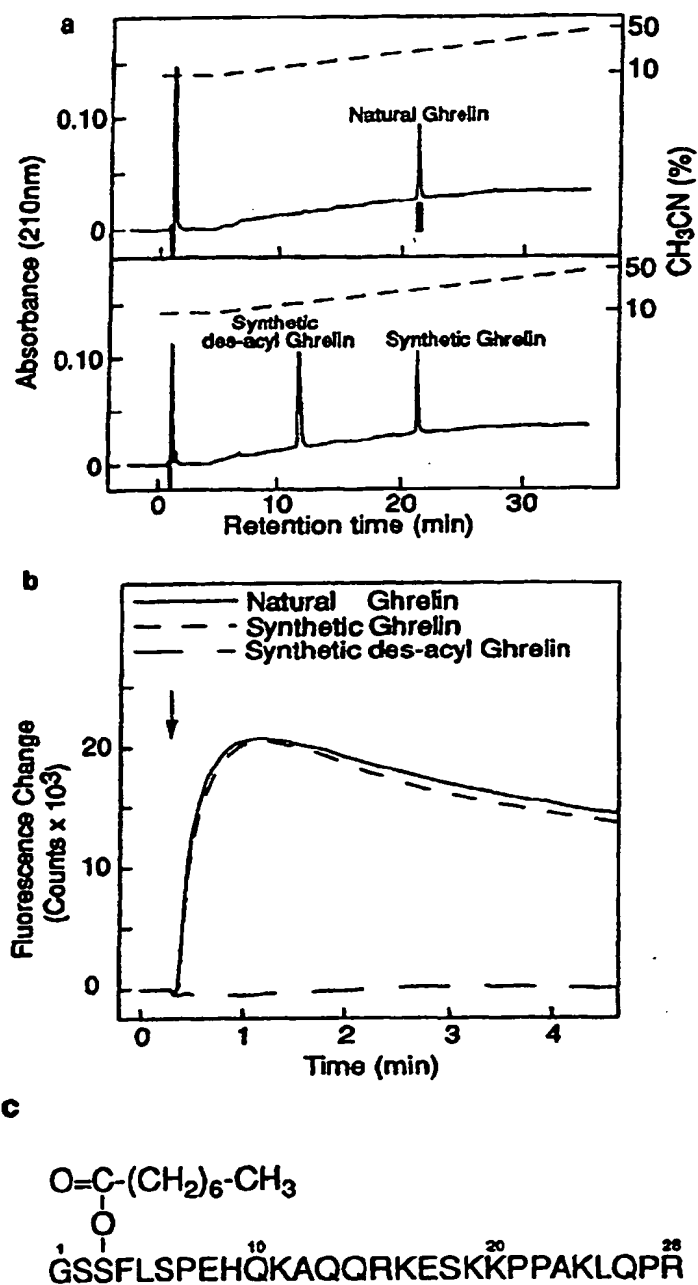 a
50
10
Natural Ghrelin
0.10
0
Absorbance (210nm)
CH3CN (%)
50
10
Synthetic
des-acyl Ghrelin
Synthetic Ghrelin
0.10
0
0 10 20 30
Retention time (min)
b
Natural Ghrelin
Synthetic Ghrelin
Synthetic des-acyl Ghrelin
Fluorescence Change
(Counts x 10³)
20
10
0
0 1 2 3 4
Time (min)
c
O=C-(CH2)6-CH3
O
1 10 20 28
GSSFLSPEHQKAQQRKESKKPPAKLQPR